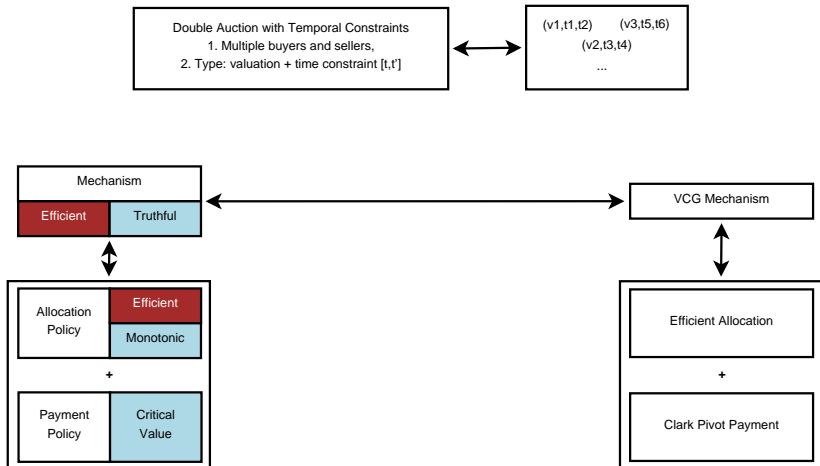 Double Auction with Temporal Constraints
1. Multiple buyers and sellers,
2. Type: valuation + time constraint [t,t']
(v1,t1,t2) (v3,t5,t6)
(v2,t3,t4)
...
Mechanism
Efficient Truthful
VCG Mechanism
Allocation
Policy
Efficient
Monotonic
+
Payment
Policy
Critical
Value
Efficient Allocation
+
Clark Pivot Payment